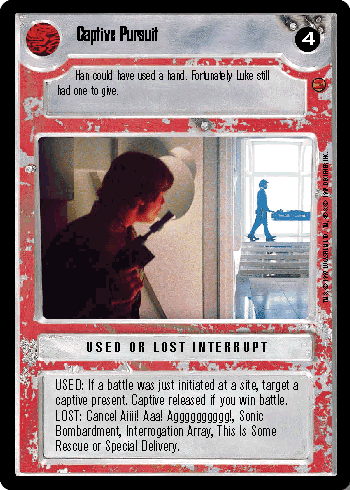 Captive Pursuit
4
Han could have used a hand. Fortunately Luke still
had one to give.
USED OR LOST INTERRUPT
USED: If a battle was just initiated at a site, target a
captive present. Captive released if you win battle.
LOST: Cancel Aiiii! Aaa! Agggggggggg!, Sonic
Bombardment, Interrogation Array, This Is Some
Rescue or Special Delivery.